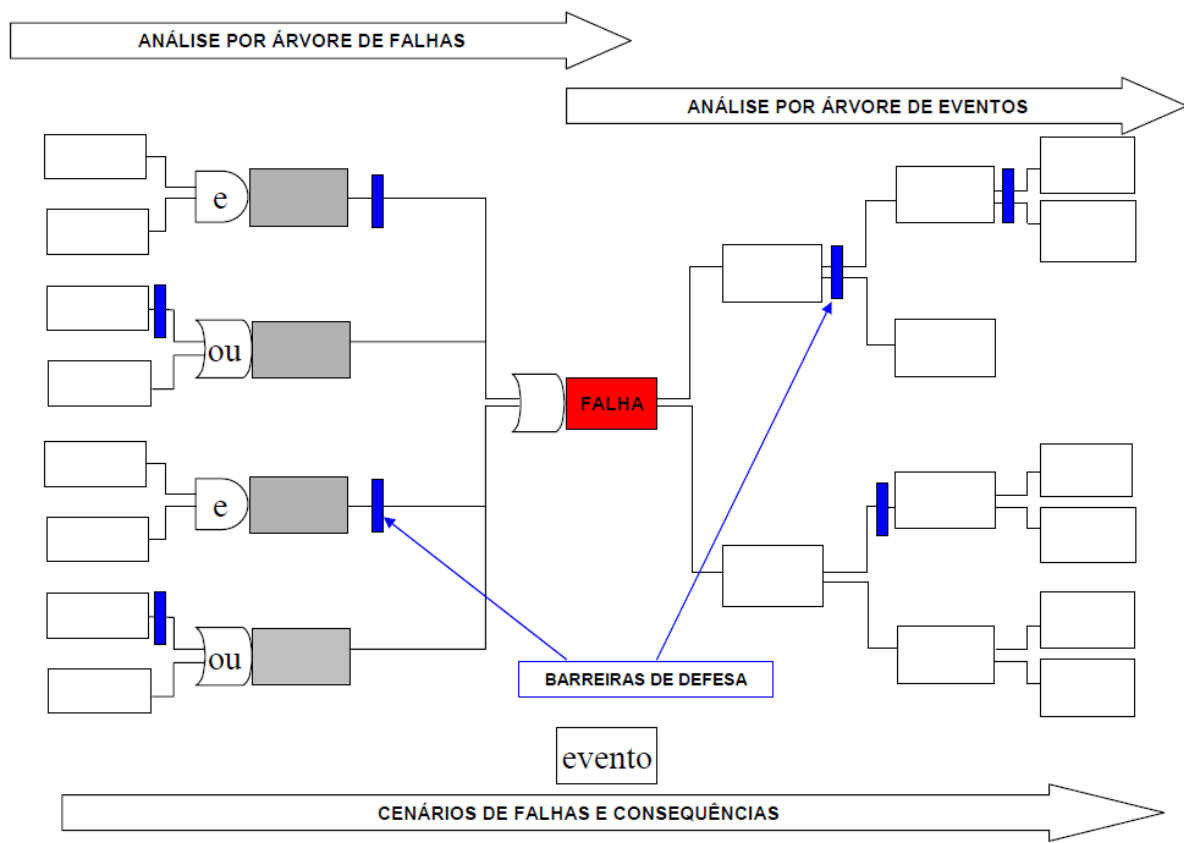 ANÁLISE POR ÁRVORE DE FALHAS
ANÁLISE POR ÁRVORE DE EVENTOS
e
ou
FALHA
e
ou
BARREIRAS DE DEFESA
evento
CENÁRIOS DE FALHAS E CONSEQUÊNCIAS